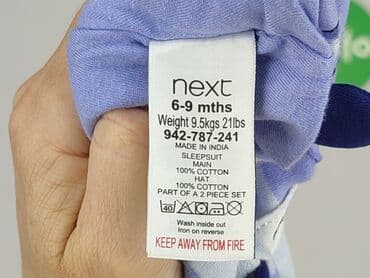 next
6-9 mths
Weight 9.5kgs 21lbs
942-787-241
MADE IN INDIA
SLEEPSUIT
MAIN
100% COTTON
HAT
100% COTTON
PART OF A 2 PIECE SET
40
Wash inside out
Iron on reverse
KEEP AWAY FROM FIRE